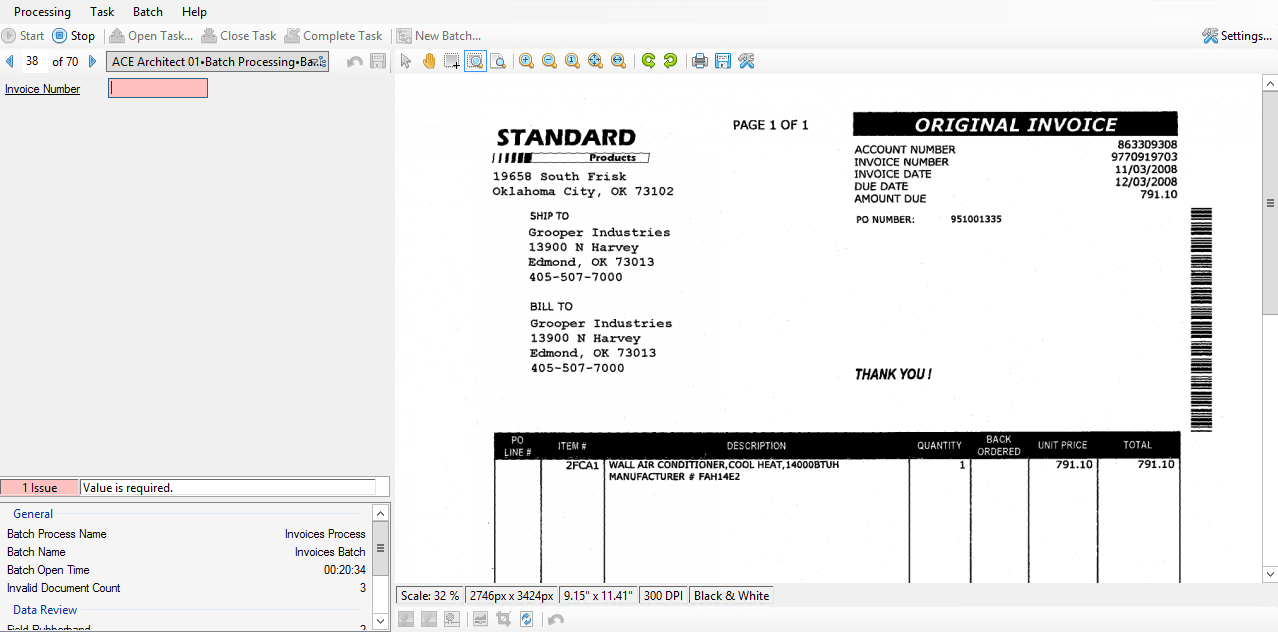 Processing Task Batch Help
Start Stop Open Task... Close Task Complete Task New Batch... Settings...
38 of 70 ACE Architect 01•Batch Processing•Ba...
Invoice Number
1 Issue Value is required.
General
Batch Process Name Invoices Process
Batch Name Invoices Batch
Batch Open Time 00:20:34
Invalid Document Count 3
Data Review
Field Rubberband 2
STANDARD
Products
19658 South Frisk
Oklahoma City, OK 73102
PAGE 1 OF 1
ORIGINAL INVOICE
ACCOUNT NUMBER 863309308
INVOICE NUMBER 9770919703
INVOICE DATE 11/03/2008
DUE DATE 12/03/2008
AMOUNT DUE 791.10
PO NUMBER: 951001335
SHIP TO
Grooper Industries
13900 N Harvey
Edmond, OK 73013
405-507-7000
BILL TO
Grooper Industries
13900 N Harvey
Edmond, OK 73013
405-507-7000
THANK YOU !
PO LINE # ITEM # DESCRIPTION QUANTITY BACK ORDERED UNIT PRICE TOTAL
2FCA1 WALL AIR CONDITIONER,COOL HEAT,14000BTUH 1 791.10 791.10
MANUFACTURER # FAH14E2
Scale: 32 % 2746px x 3424px 9.15" x 11.41" 300 DPI Black & White